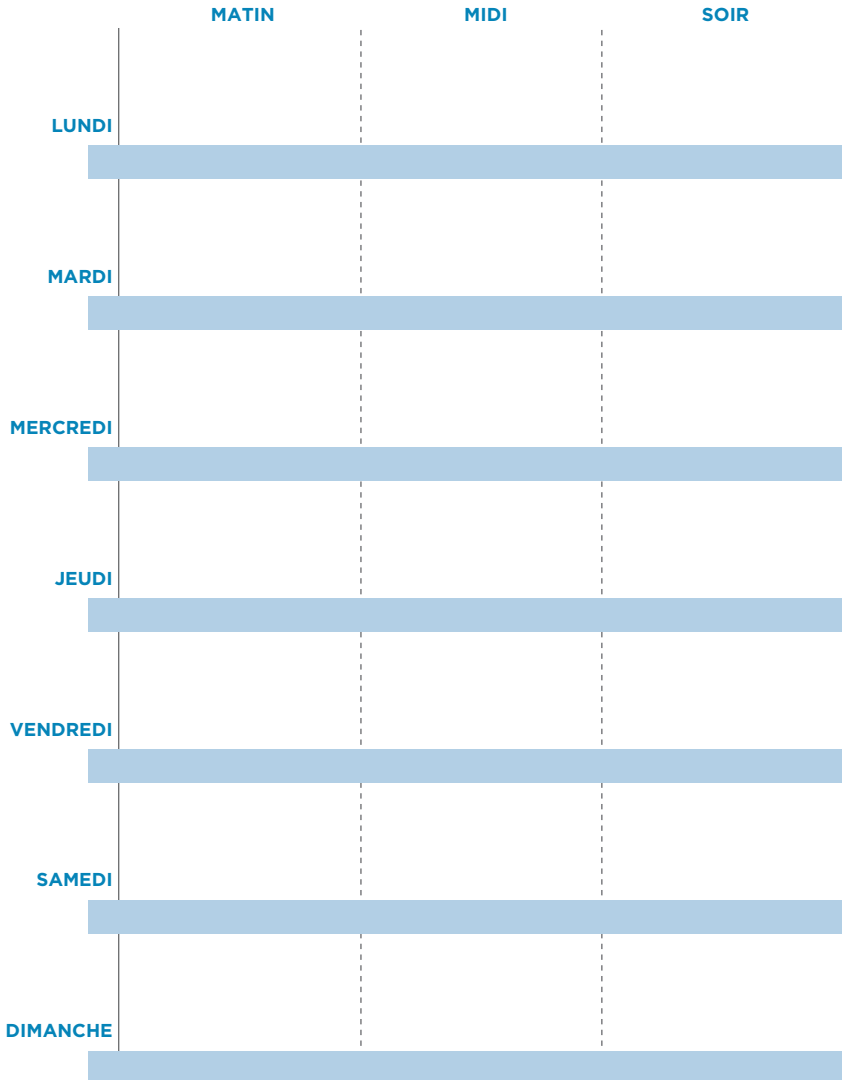 MATIN MIDI SOIR
LUNDI
MARDI
MERCREDI
JEUDI
VENDREDI
SAMEDI
DIMANCHE